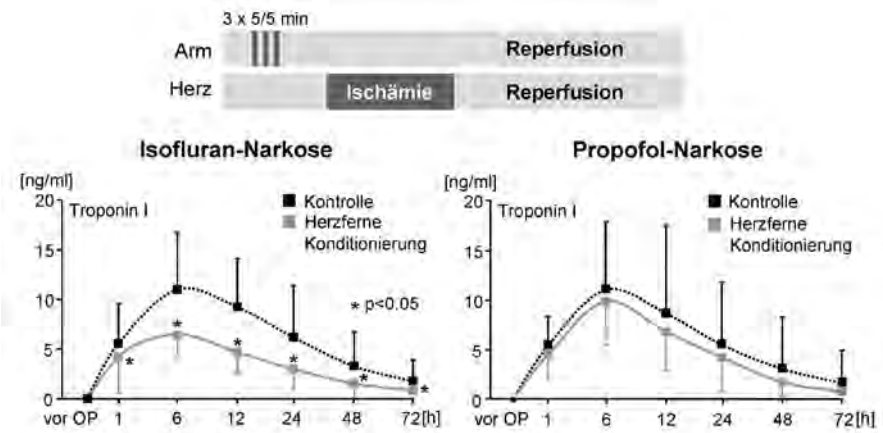 3 x 5/5 min
Arm
Reperfusion
Herz
Ischämie
Reperfusion
Isofluran-Narkose
[ng/ml]
20
15
10
5
0
Troponin I
Kontrolle
Herzferne
Konditionierung
* p<0.05
*
*
*
*
*
*
vor OP 1 6 12 24 48 72[h]
Propofol-Narkose
[ng/ml]
20
15
10
5
0
Troponin I
Kontrolle
Herzferne
Konditionierung
vor OP 1 6 12 24 48 72[h]